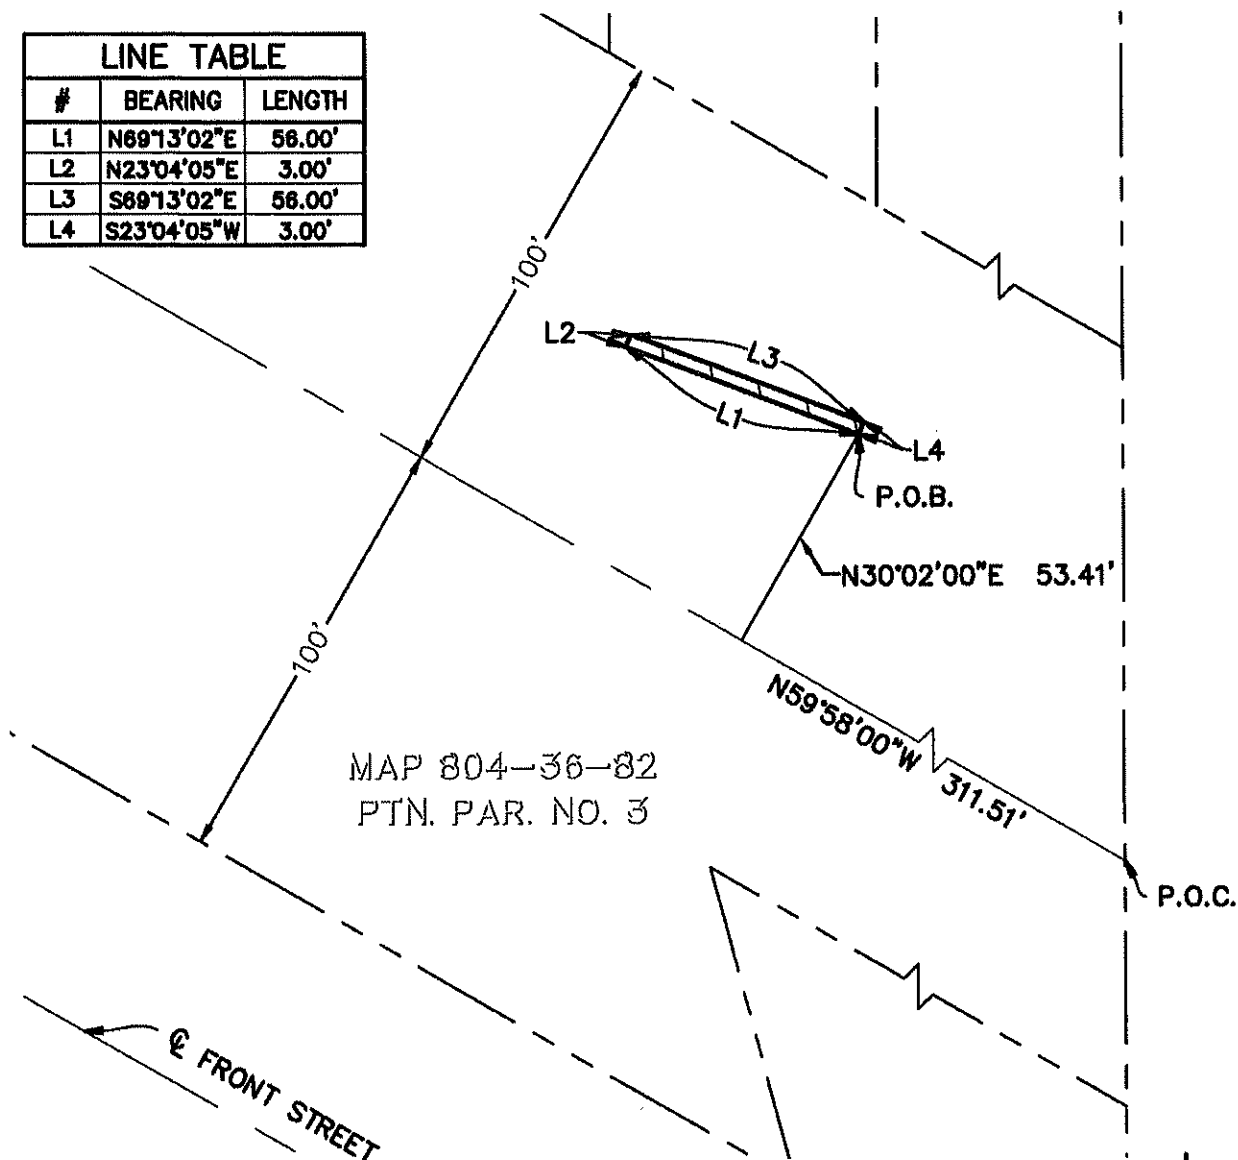 LINE TABLE
# BEARING LENGTH
L1 N69°13'02"E 56.00'
L2 N23°04'05"E 3.00'
L3 S69°13'02"E 56.00'
L4 S23°04'05"W 3.00'
100'
L2
L3
L1
L4
P.O.B.
N30°02'00"E 53.41'
100'
N59°58'00"W 311.51'
MAP 804-36-82
PTN. PAR. NO. 3
P.O.C.
℄ FRONT STREET